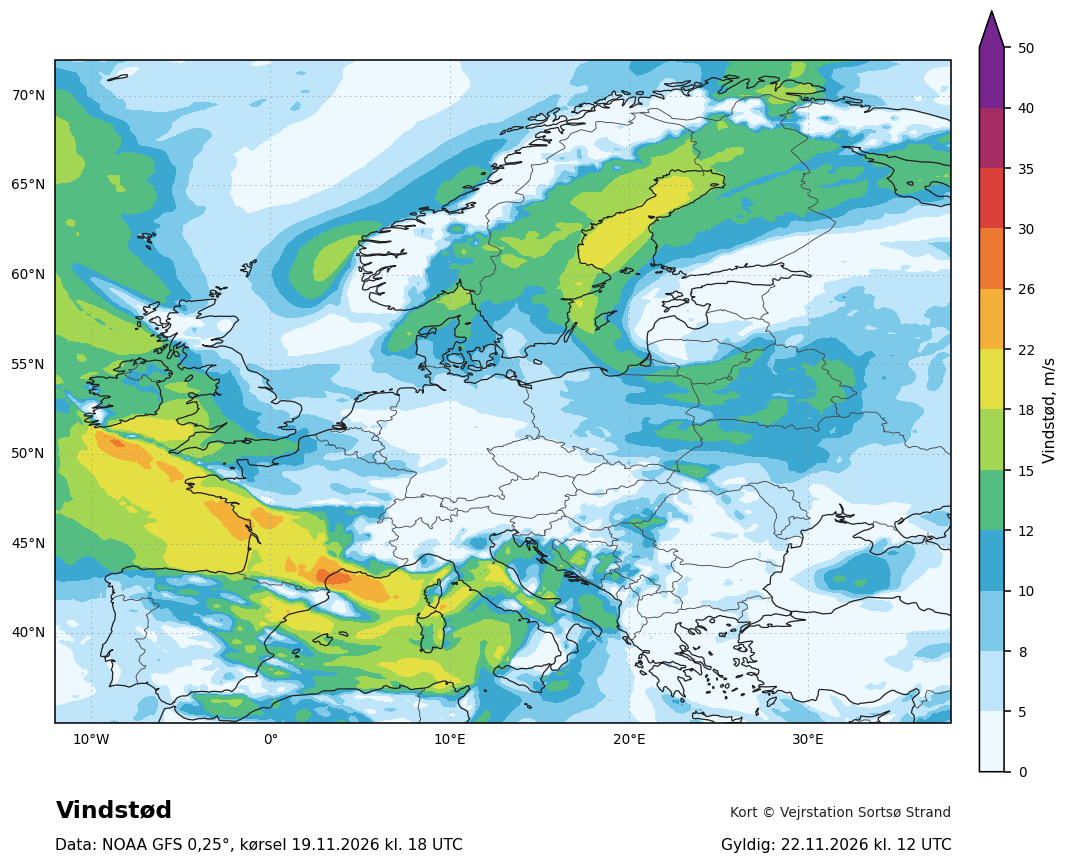 70°N
65°N
60°N
55°N
50°N
45°N
40°N
10°W
0°
10°E
20°E
30°E
50
40
35
30
26
22
18
15
12
10
8
5
0
Vindstød, m/s
Vindstød
Kort © Vejrstation Sortsø Strand
Data: NOAA GFS 0,25°, kørsel 19.11.2026 kl. 18 UTC
Gyldig: 22.11.2026 kl. 12 UTC